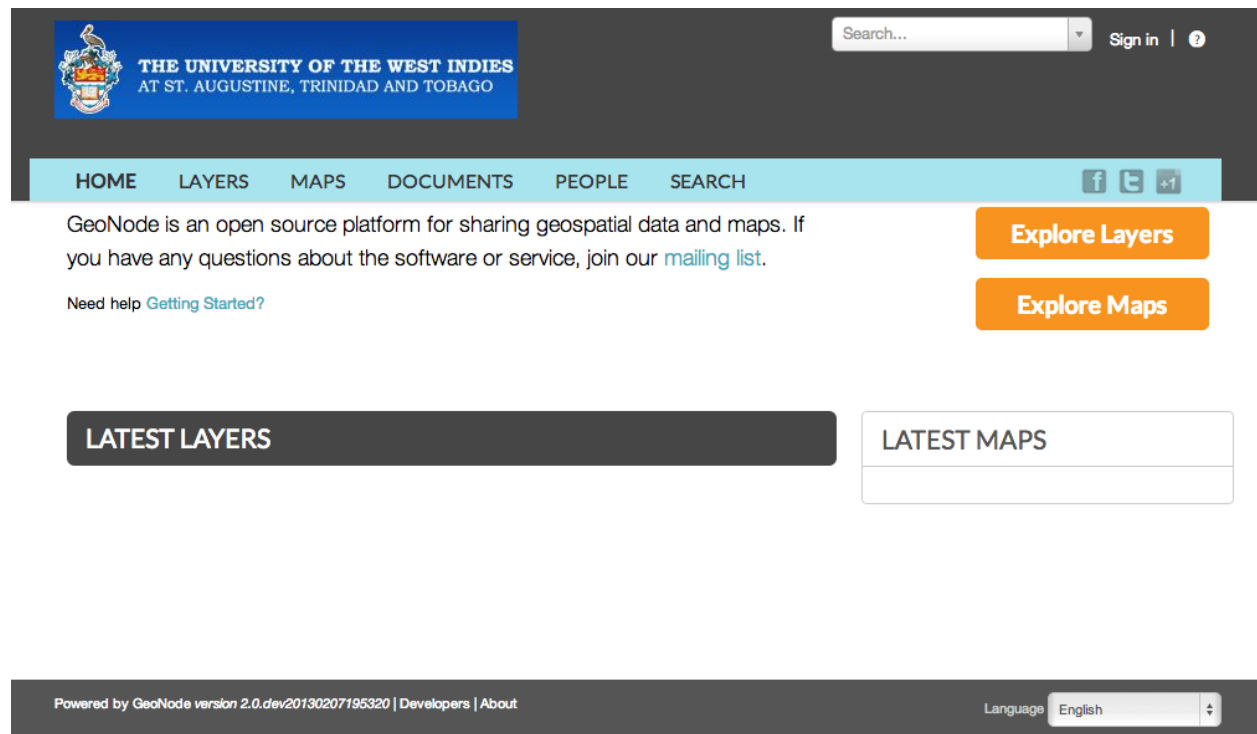 THE UNIVERSITY OF THE WEST INDIES
AT ST. AUGUSTINE, TRINIDAD AND TOBAGO
Search...
Sign in | ?
HOME LAYERS MAPS DOCUMENTS PEOPLE SEARCH
f t +1
GeoNode is an open source platform for sharing geospatial data and maps. If
you have any questions about the software or service, join our mailing list.
Need help Getting Started?
Explore Layers
Explore Maps
LATEST LAYERS
LATEST MAPS
Powered by GeoNode version 2.0.dev20130207195320 | Developers | About
Language English